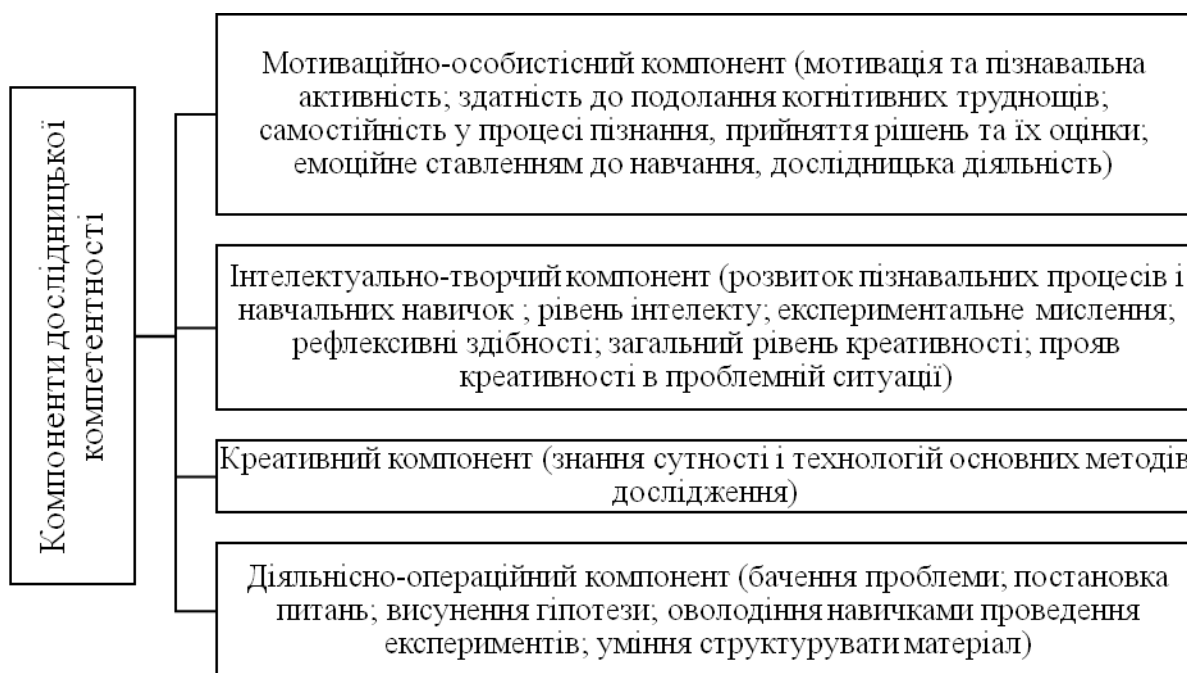 Компоненти дослідницької
компетентності
Мотиваційно-особистісний компонент (мотивація та пізнавальна
активність; здатність до подолання когнітивних труднощів;
самостійність у процесі пізнання, прийняття рішень та їх оцінки;
емоційне ставленням до навчання, дослідницька діяльність)
Інтелектуально-творчий компонент (розвиток пізнавальних процесів і
навчальних навичок ; рівень інтелекту; експериментальне мислення;
рефлексивні здібності; загальний рівень креативності; прояв
креативності в проблемній ситуації)
Креативний компонент (знання сутності і технологій основних методів
дослідження)
Діяльнісно-операційний компонент (бачення проблеми; постановка
питань; висунення гіпотези; оволодіння навичками проведення
експериментів; уміння структурувати матеріал)